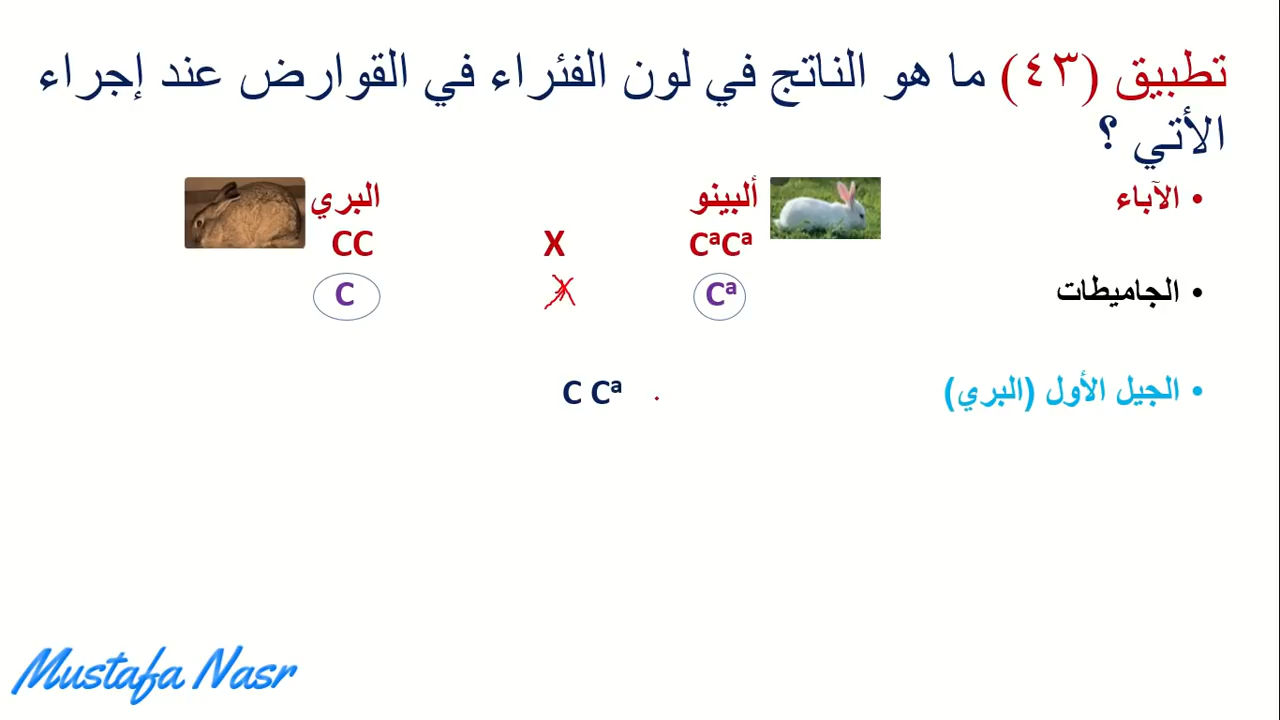 تطبيق (٤٣) ما هو الناتج في لون الفئراء في القوارض عند إجراء
الأتي ؟
• الآباء ألبينو البري
CᵃCᵃ X CC
• الجاميطات Cᵃ X C
• الجيل الأول (البري) C Cᵃ
Mustafa Nasr